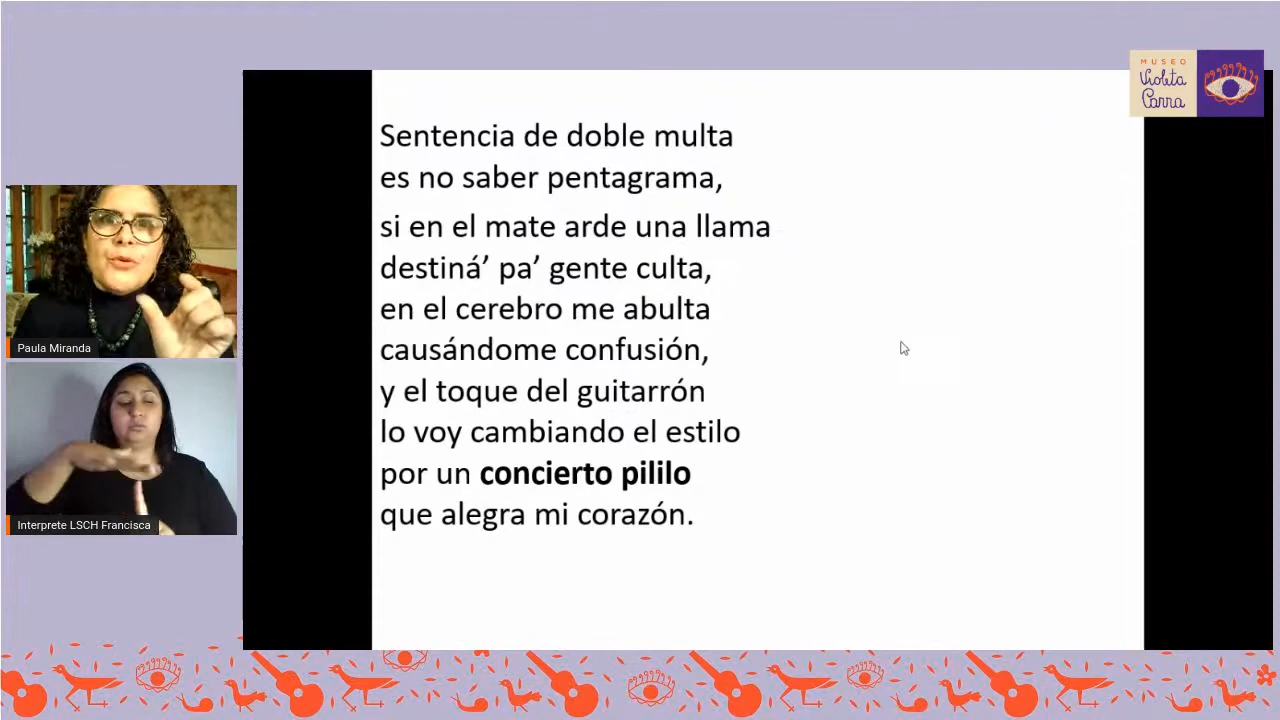 MUSEO
Violeta
Parra
Sentencia de doble multa
es no saber pentagrama,
si en el mate arde una llama
destiná’ pa’ gente culta,
en el cerebro me abulta
causándome confusión,
y el toque del guitarrón
lo voy cambiando el estilo
por un concierto pililo
que alegra mi corazón.
Paula Miranda
Interprete LSCH Francisca